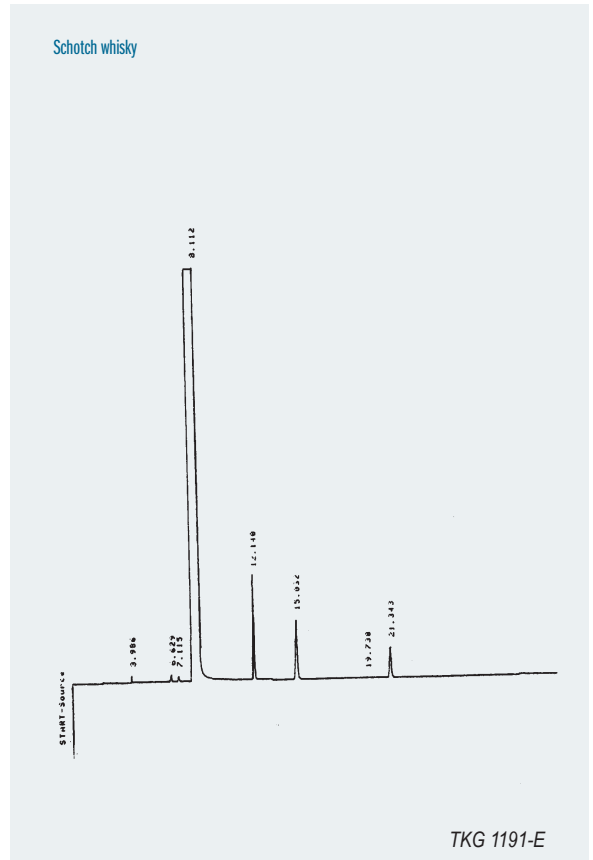 Schotch whisky
8.112
12.140
15.032
3.986
6.629
7.115
19.738
21.343
START-Source
TKG 1191-E